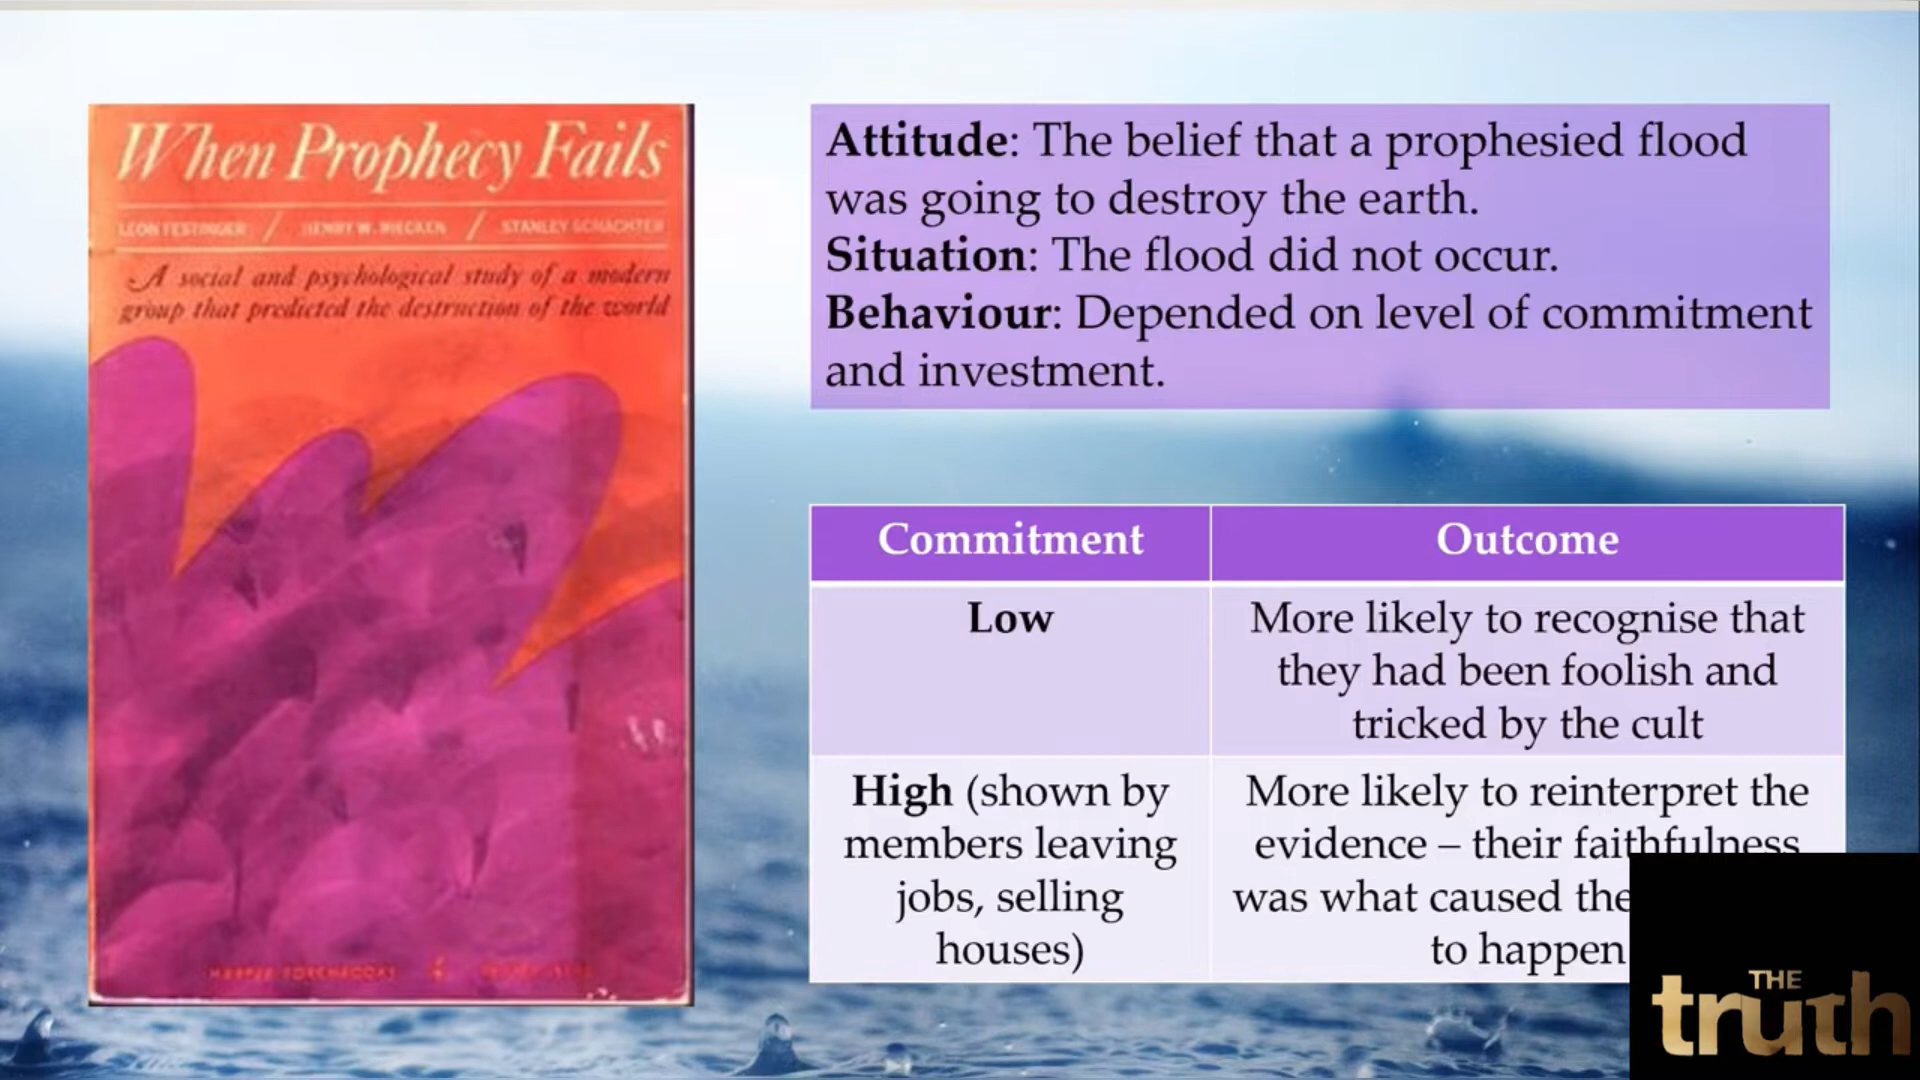 When Prophecy Fails
LEON FESTINGER / HENRY W. RIECKEN / STANLEY SCHACHTER
A social and psychological study of a modern
group that predicted the destruction of the world
HARPER TORCHBOOKS
Attitude: The belief that a prophesied flood
was going to destroy the earth.
Situation: The flood did not occur.
Behaviour: Depended on level of commitment
and investment.
Commitment
Outcome
Low
More likely to recognise that
they had been foolish and
tricked by the cult
High (shown by
members leaving
jobs, selling
houses)
More likely to reinterpret the
evidence – their faithfulness
was what caused the
to happen
THE
truth